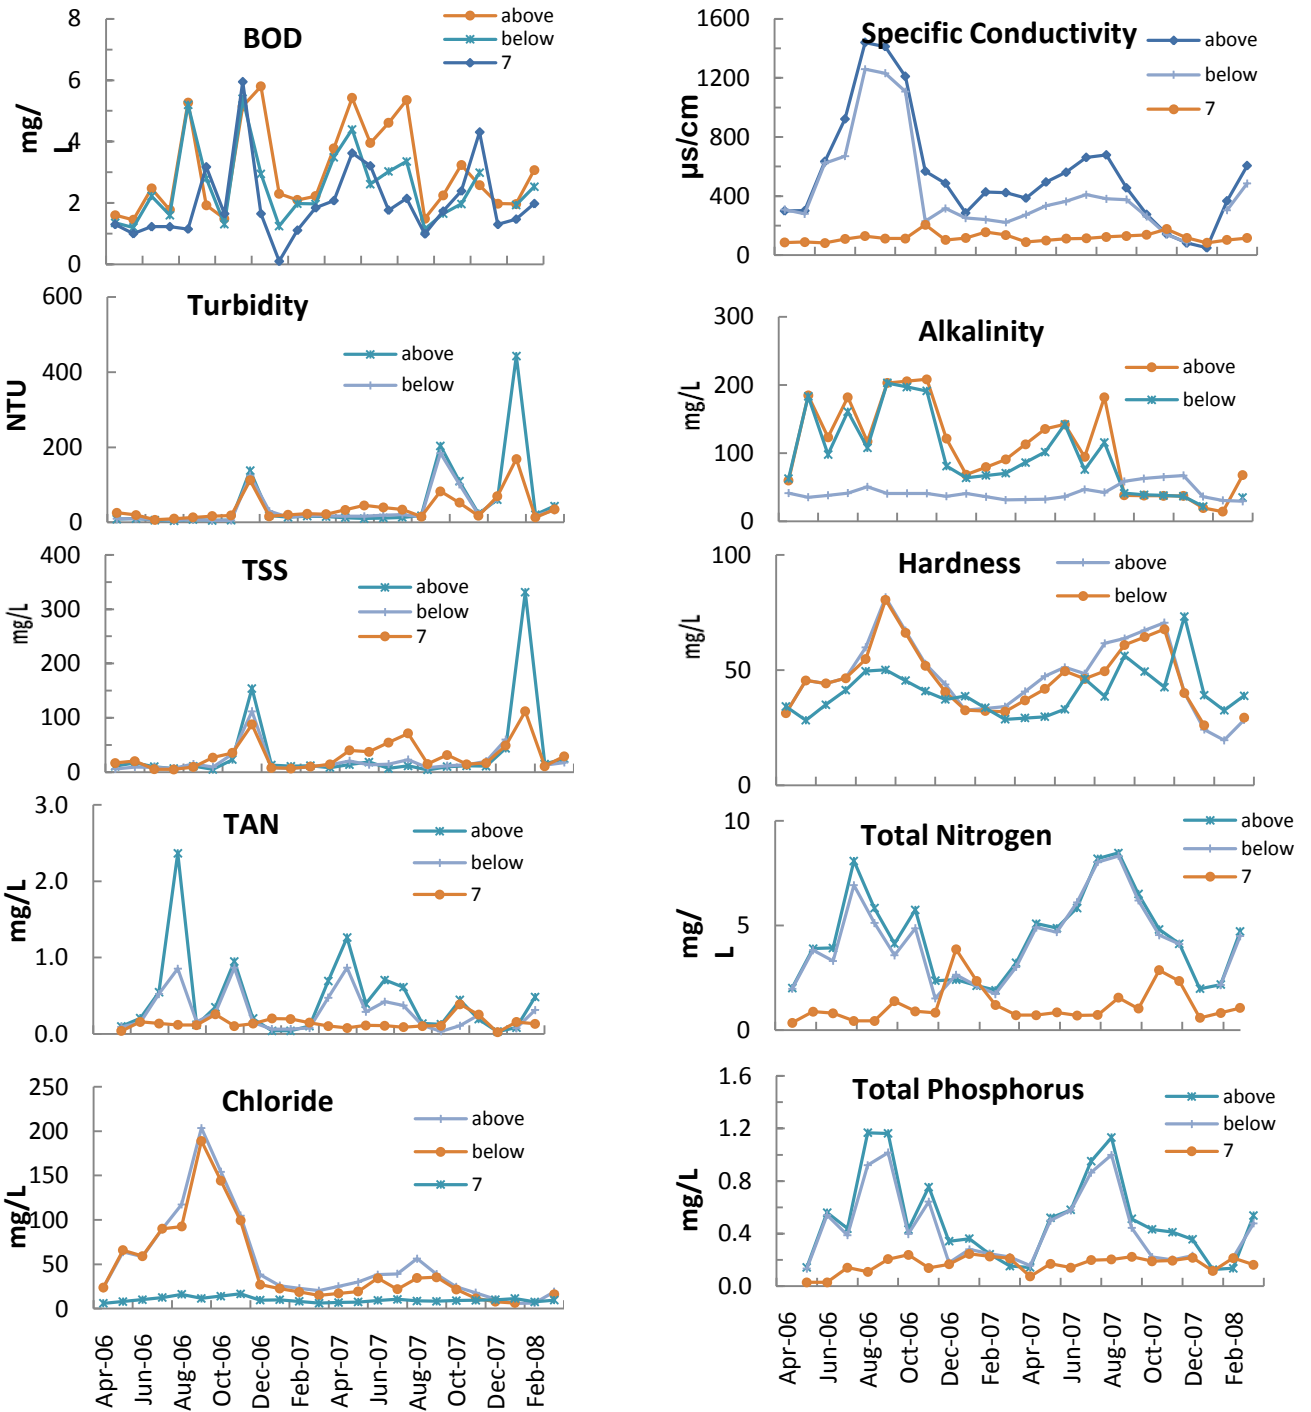 BOD
mg/
L
8
6
4
2
0
above
below
7
Specific Conductivity
µs/cm
1600
1200
800
400
0
above
below
7
Turbidity
NTU
600
400
200
0
above
below
Alkalinity
mg/L
300
200
100
0
above
below
TSS
mg/L
400
300
200
100
0
above
below
7
Hardness
mg/L
100
50
0
above
below
TAN
mg/L
3.0
2.0
1.0
0.0
above
below
7
Total Nitrogen
mg/
L
10
5
0
above
below
7
Chloride
mg/L
250
200
150
100
50
0
above
below
7
Apr-06
Jun-06
Aug-06
Oct-06
Dec-06
Feb-07
Apr-07
Jun-07
Aug-07
Oct-07
Dec-07
Feb-08
Total Phosphorus
mg/L
1.6
1.2
0.8
0.4
0.0
above
below
7
Apr-06
Jun-06
Aug-06
Oct-06
Dec-06
Feb-07
Apr-07
Jun-07
Aug-07
Oct-07
Dec-07
Feb-08